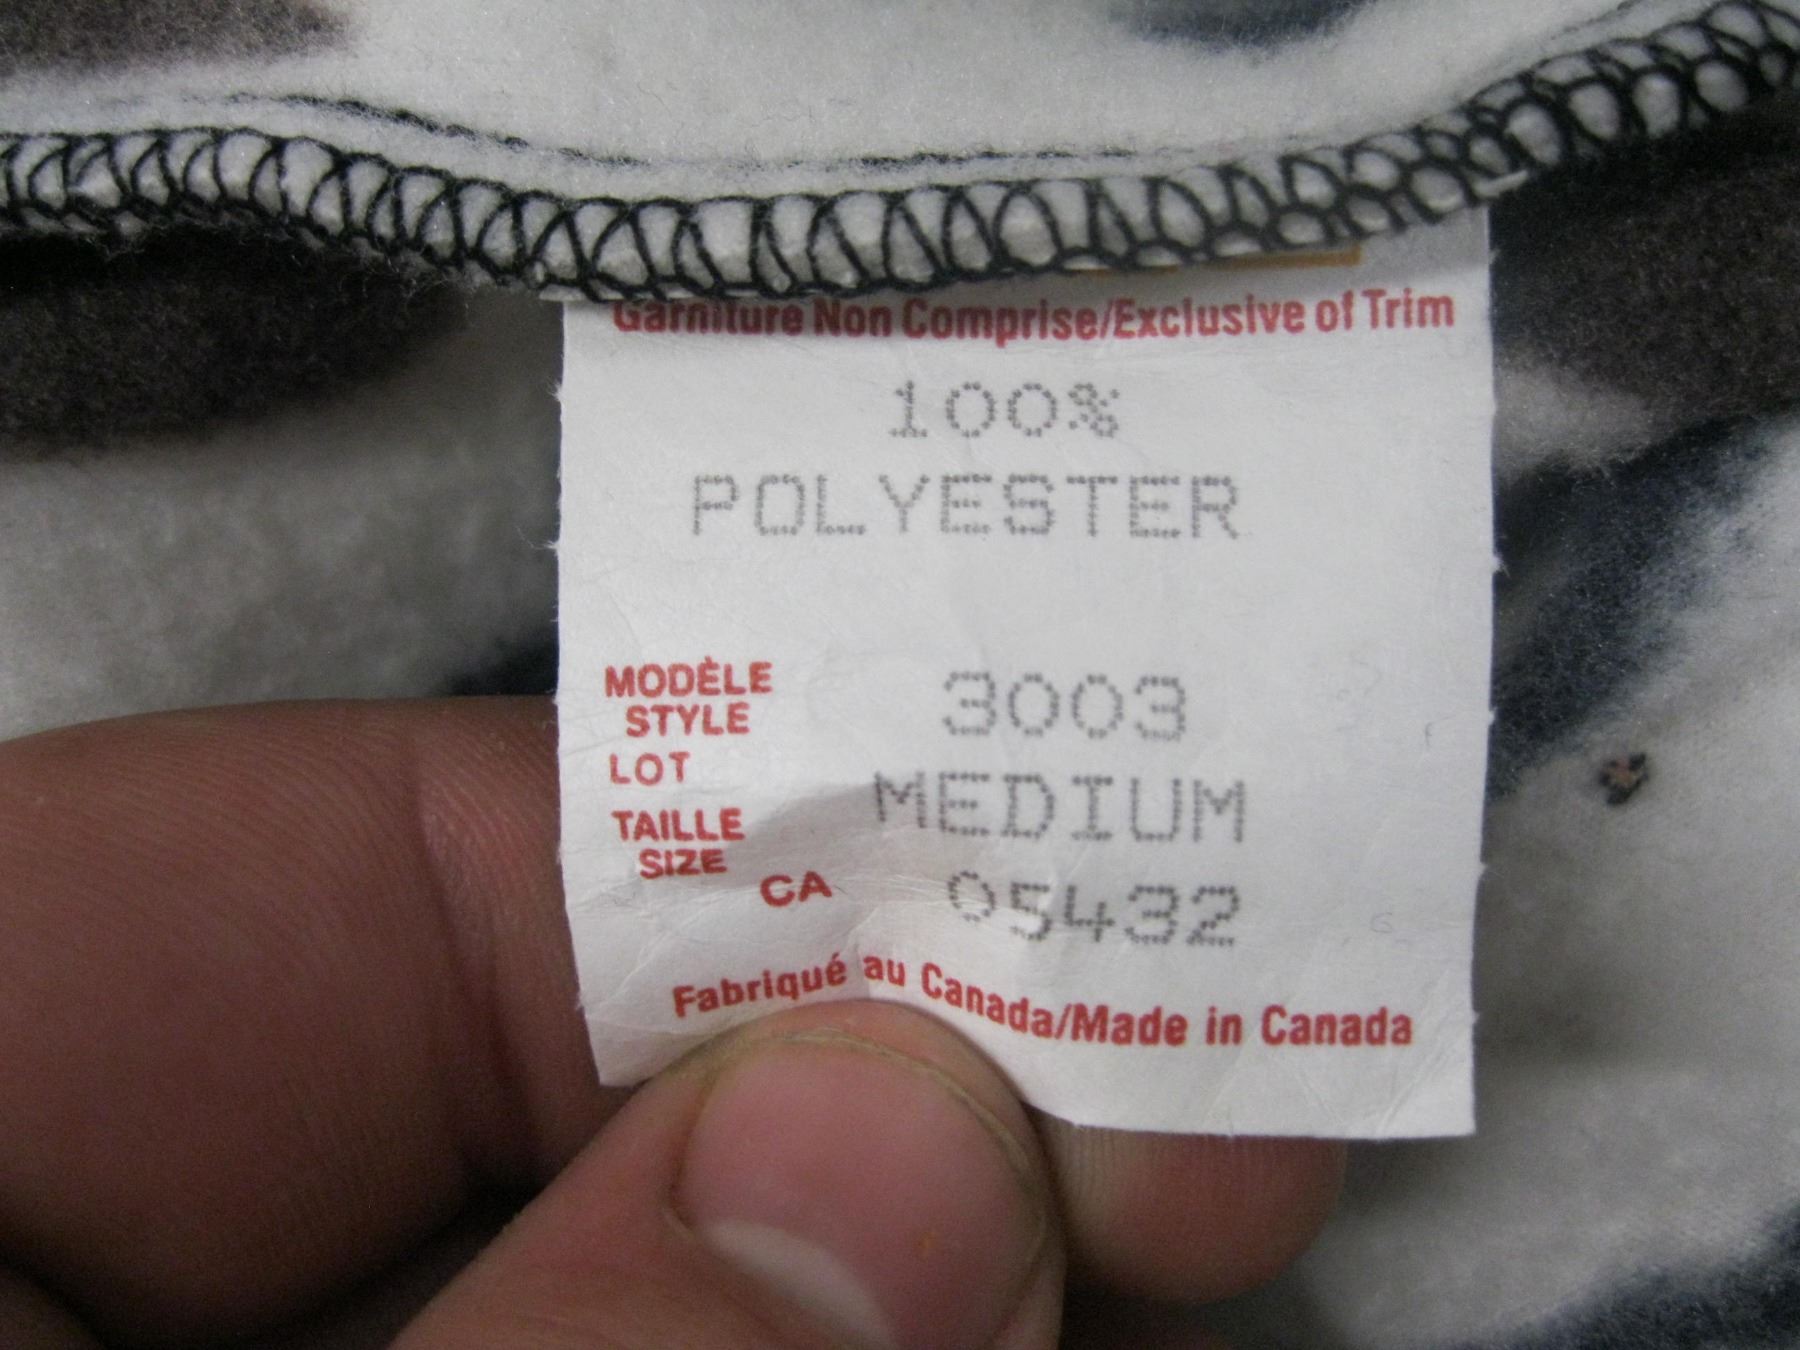 Garniture Non Comprise/Exclusive of Trim
100%
POLYESTER
MODÈLE
STYLE 3003
LOT
TAILLE MEDIUM
SIZE
CA 05432
Fabriqué au Canada/Made in Canada